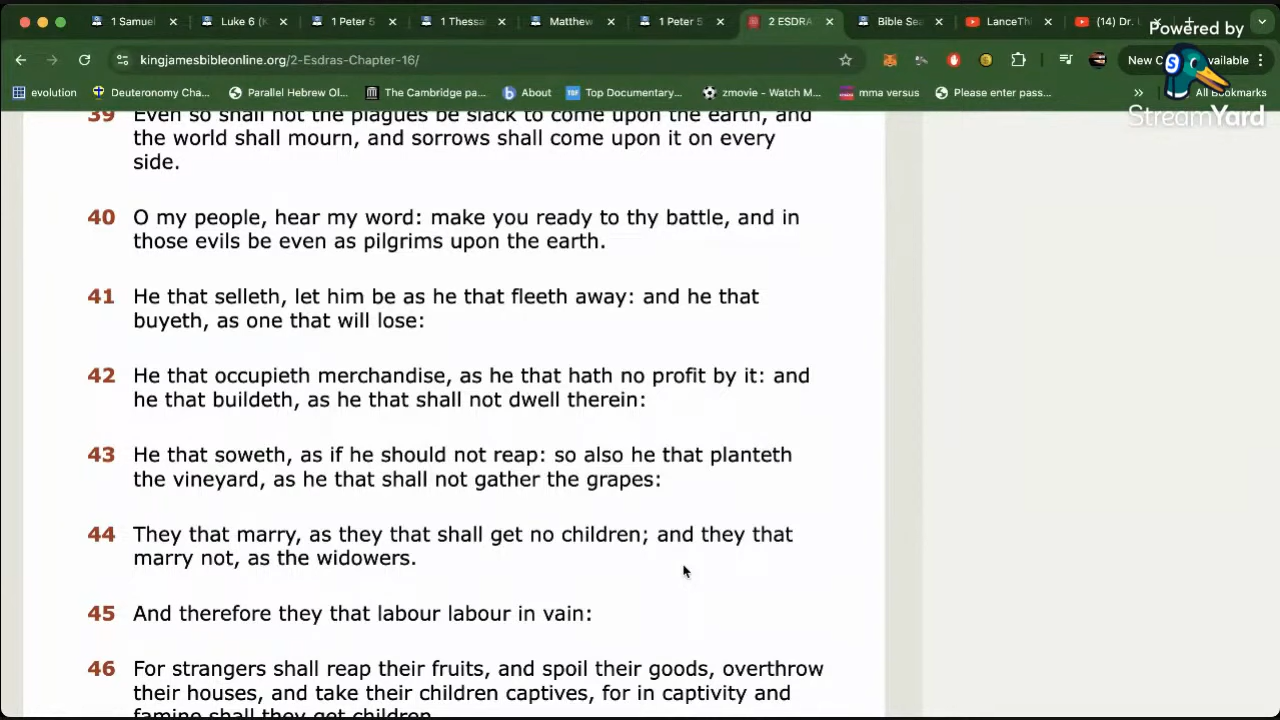 1 Samuel
Luke 6 (K
1 Peter 5
1 Thessa
Matthew
1 Peter 5
2 ESDRA
Bible Sea
LanceThi
(14) Dr.
Powered by
kingjamesbibleonline.org/2-Esdras-Chapter-16/
New C
vailable
evolution
Deuteronomy Cha...
Parallel Hebrew Ol...
The Cambridge pa...
About
Top Documentary...
zmovie - Watch M...
mma versus
Please enter pass...
»
All Bookmarks
StreamYard
39 Even so shall not the plagues be slack to come upon the earth, and
the world shall mourn, and sorrows shall come upon it on every
side.
40 O my people, hear my word: make you ready to thy battle, and in
those evils be even as pilgrims upon the earth.
41 He that selleth, let him be as he that fleeth away: and he that
buyeth, as one that will lose:
42 He that occupieth merchandise, as he that hath no profit by it: and
he that buildeth, as he that shall not dwell therein:
43 He that soweth, as if he should not reap: so also he that planteth
the vineyard, as he that shall not gather the grapes:
44 They that marry, as they that shall get no children; and they that
marry not, as the widowers.
45 And therefore they that labour labour in vain:
46 For strangers shall reap their fruits, and spoil their goods, overthrow
their houses, and take their children captives, for in captivity and
famine shall they get children.